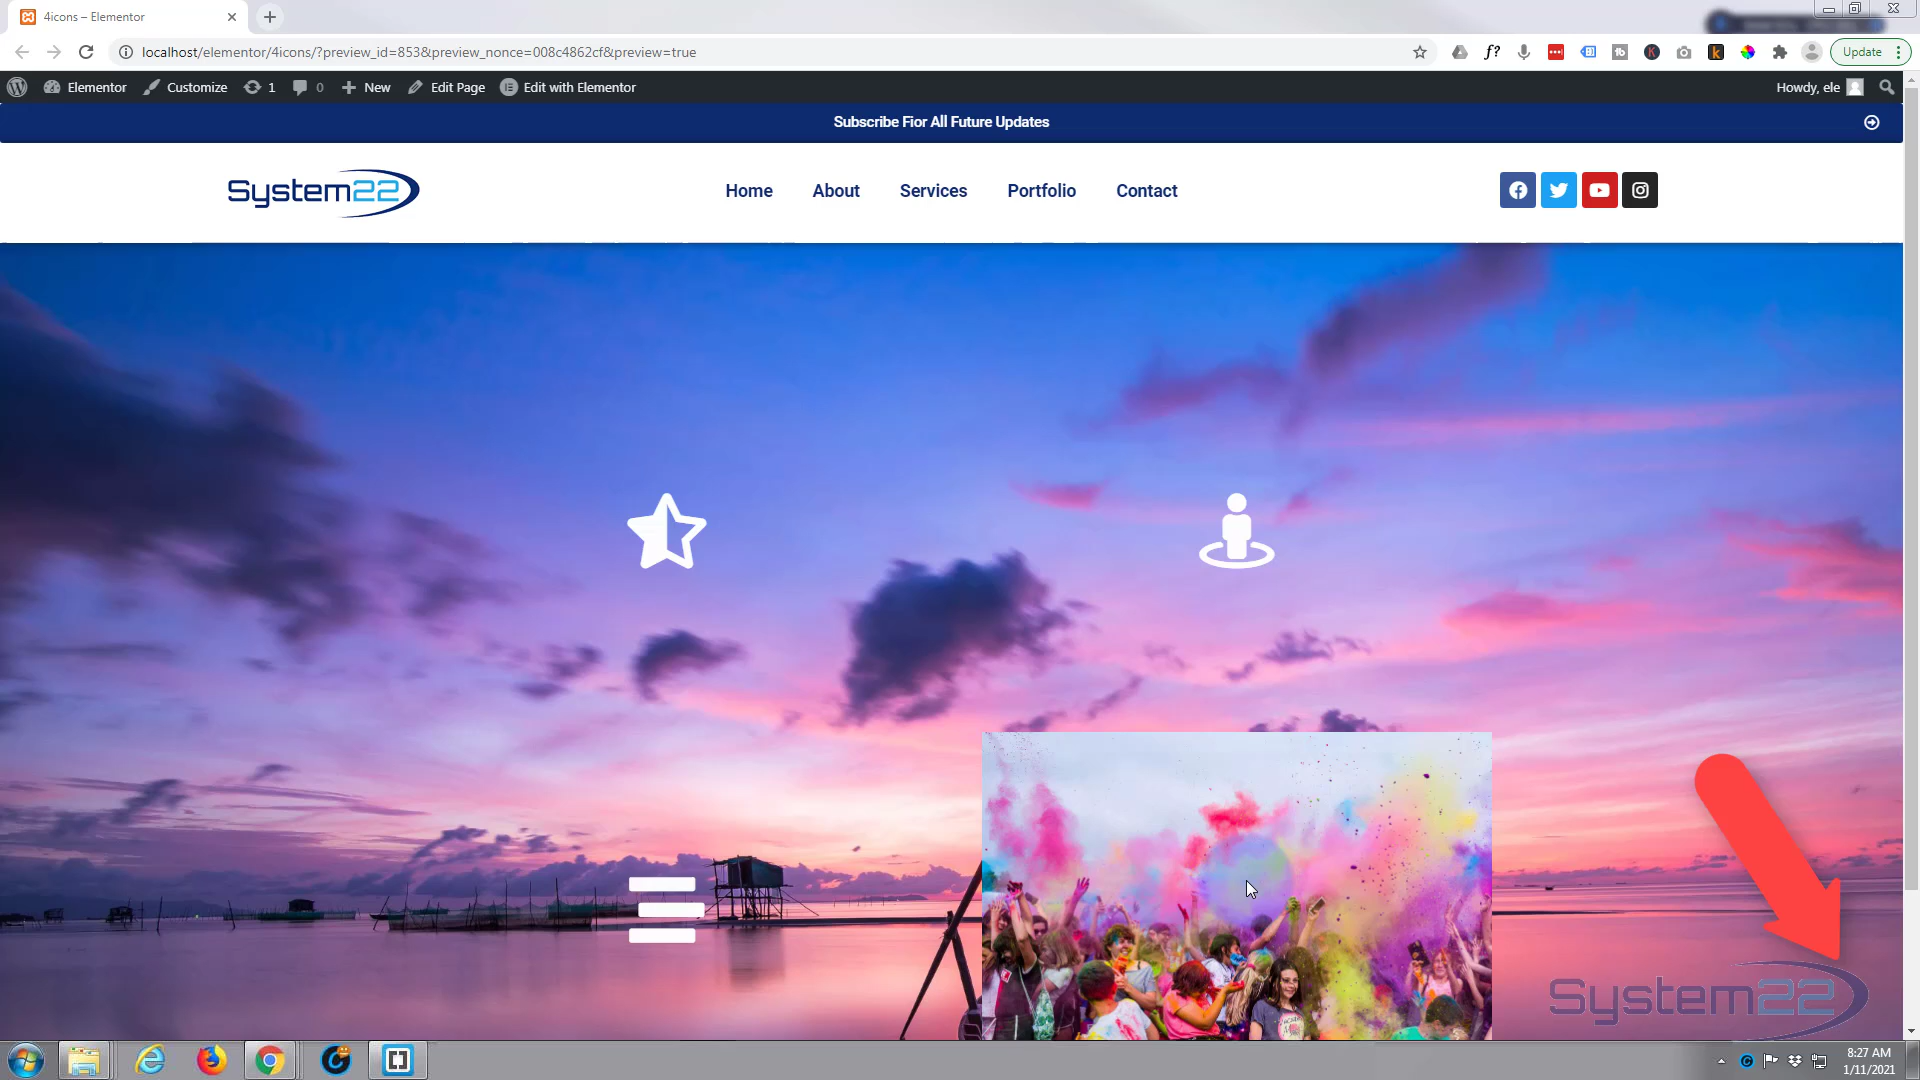 4icons – Elementor
localhost/elementor/4icons/?preview_id=853&preview_nonce=008c4862cf&preview=true
Update
Elementor
Customize
1
0
New
Edit Page
Edit with Elementor
Howdy, ele
Subscribe Fior All Future Updates
System22
Home
About
Services
Portfolio
Contact
System22
8:27 AM
1/11/2021